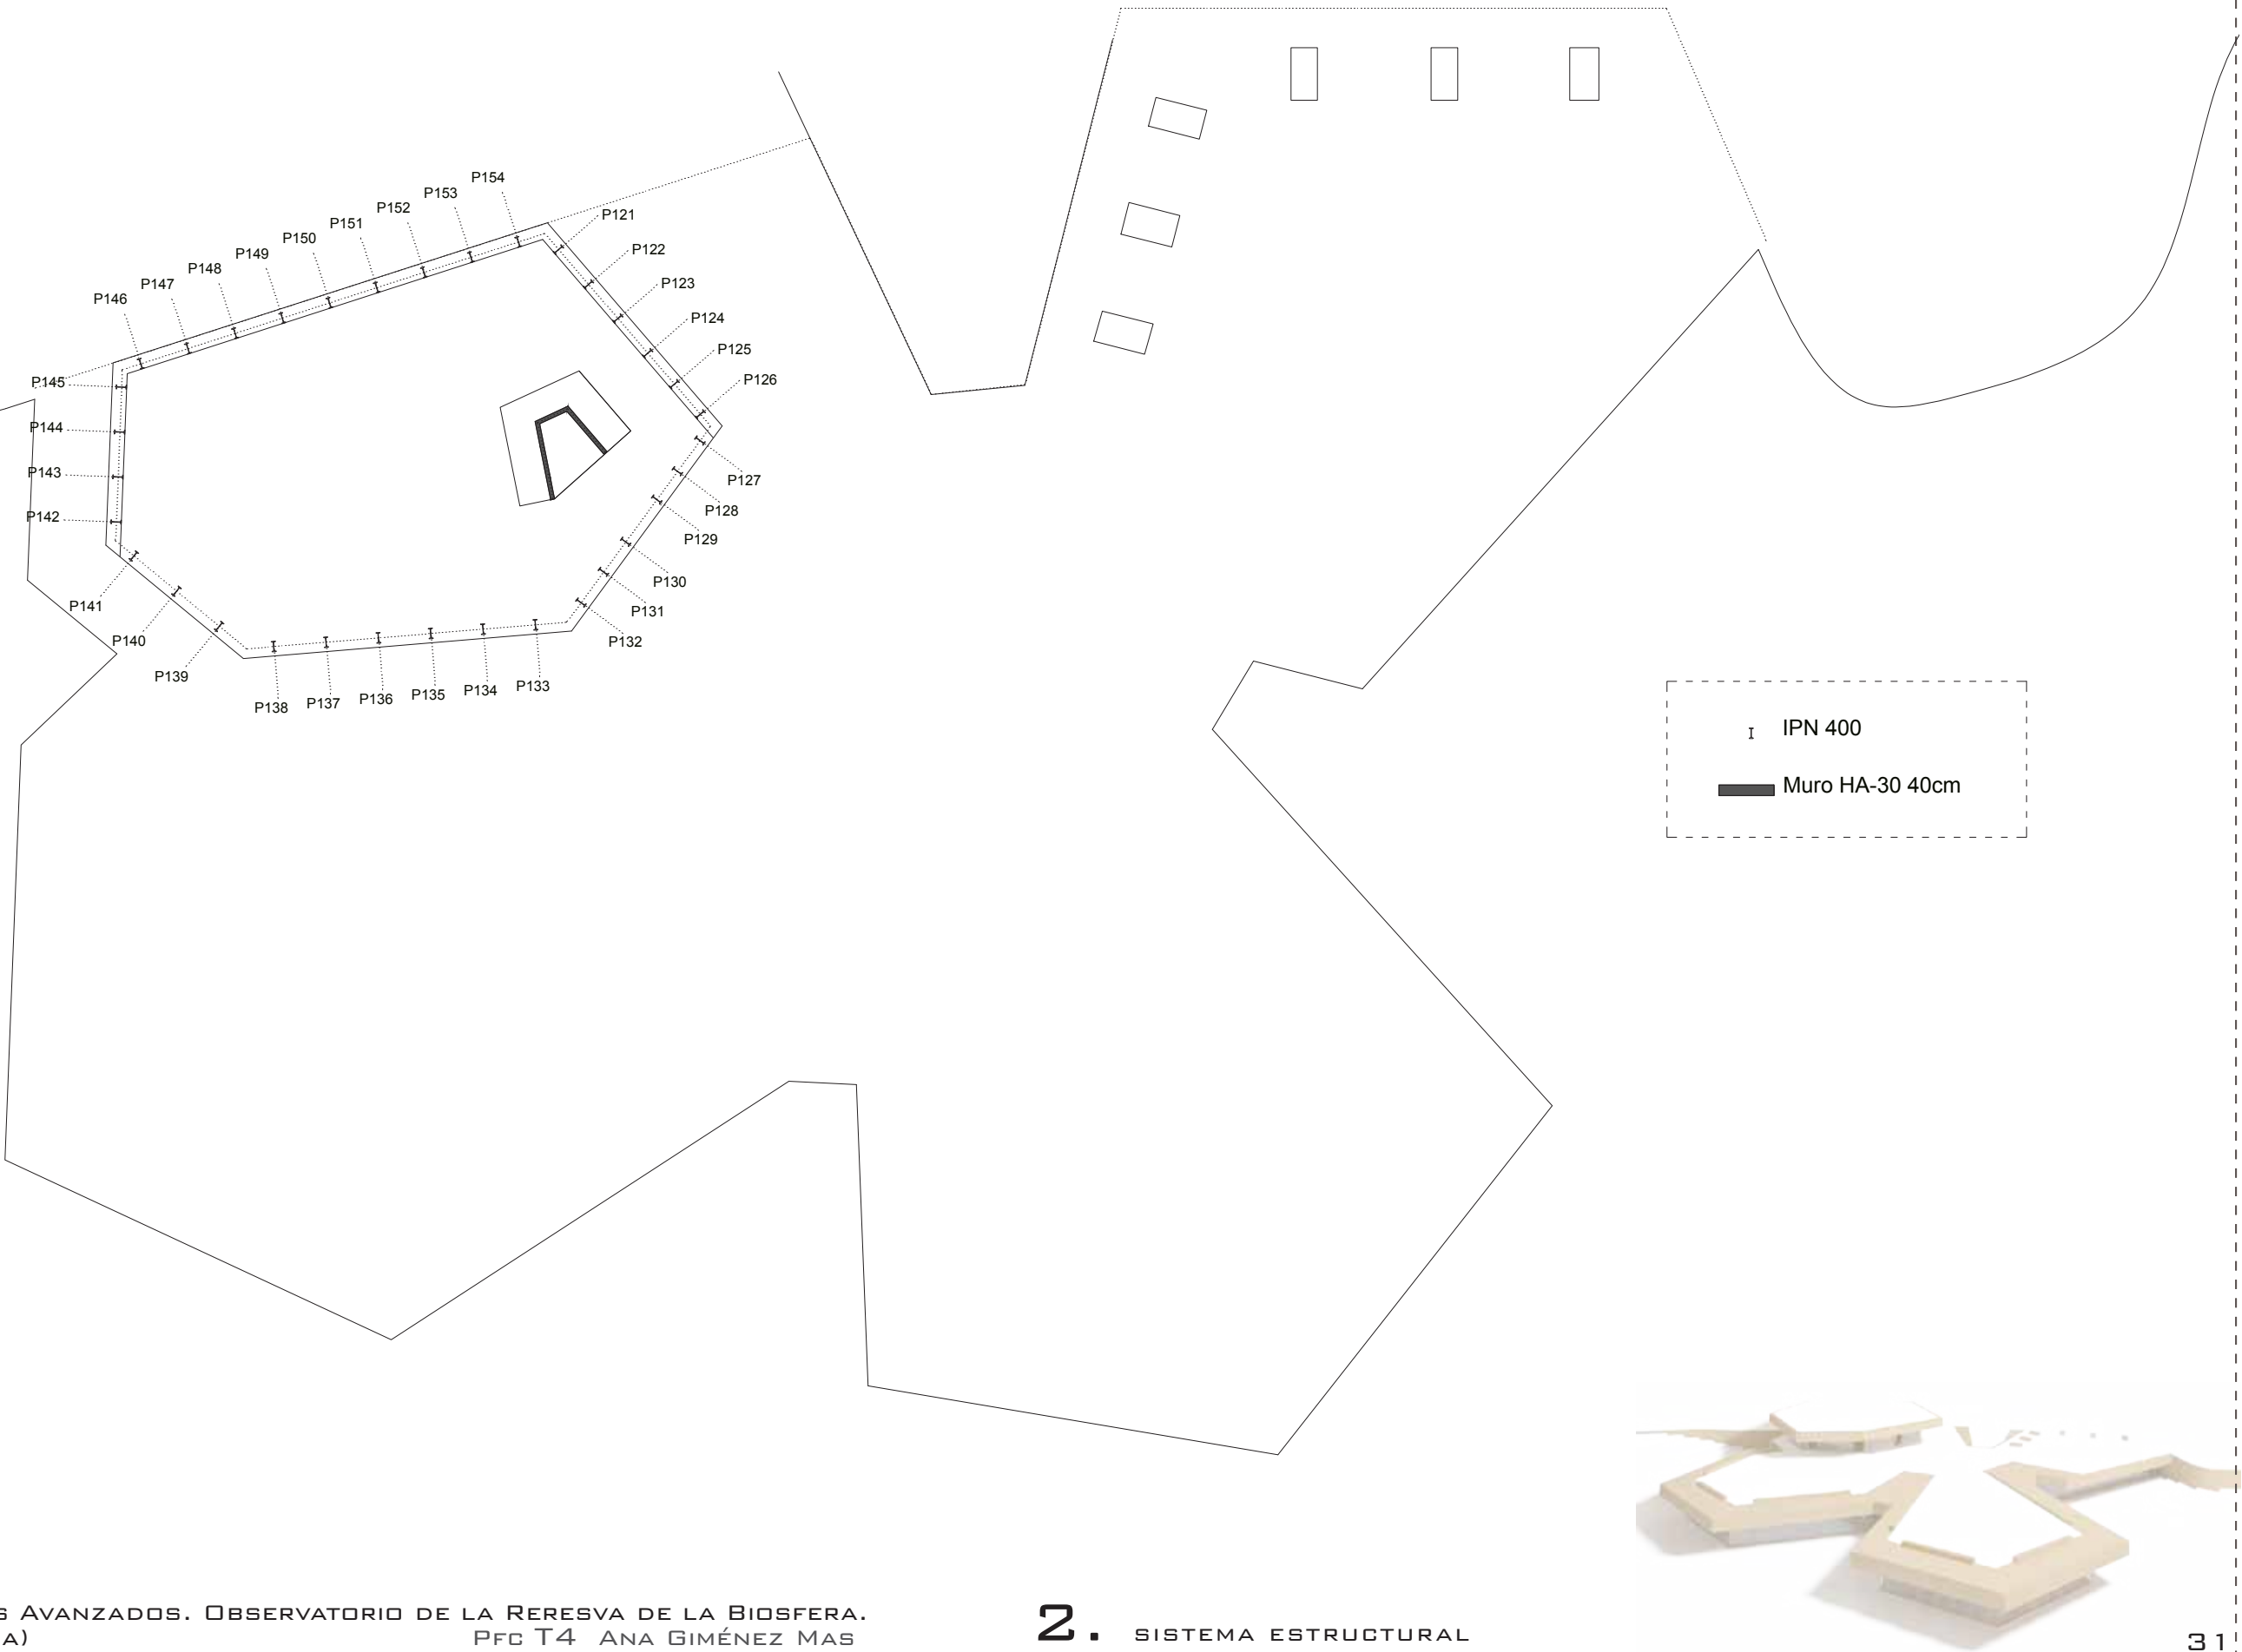 P154
P153
P152
P151
P150
P149
P148
P147
P146
P121
P122
P123
P124
P125
P126
P145
P144
P143
P142
P127
P128
P129
P130
P131
P132
P141
P140
P139
P138
P137
P136
P135
P134
P133
IPN 400
Muro HA-30 40cm
s Avanzados. Observatorio de la Reresva de la Biosfera.
a) Pfc T4 Ana Giménez Mas
2. sistema estructural
31